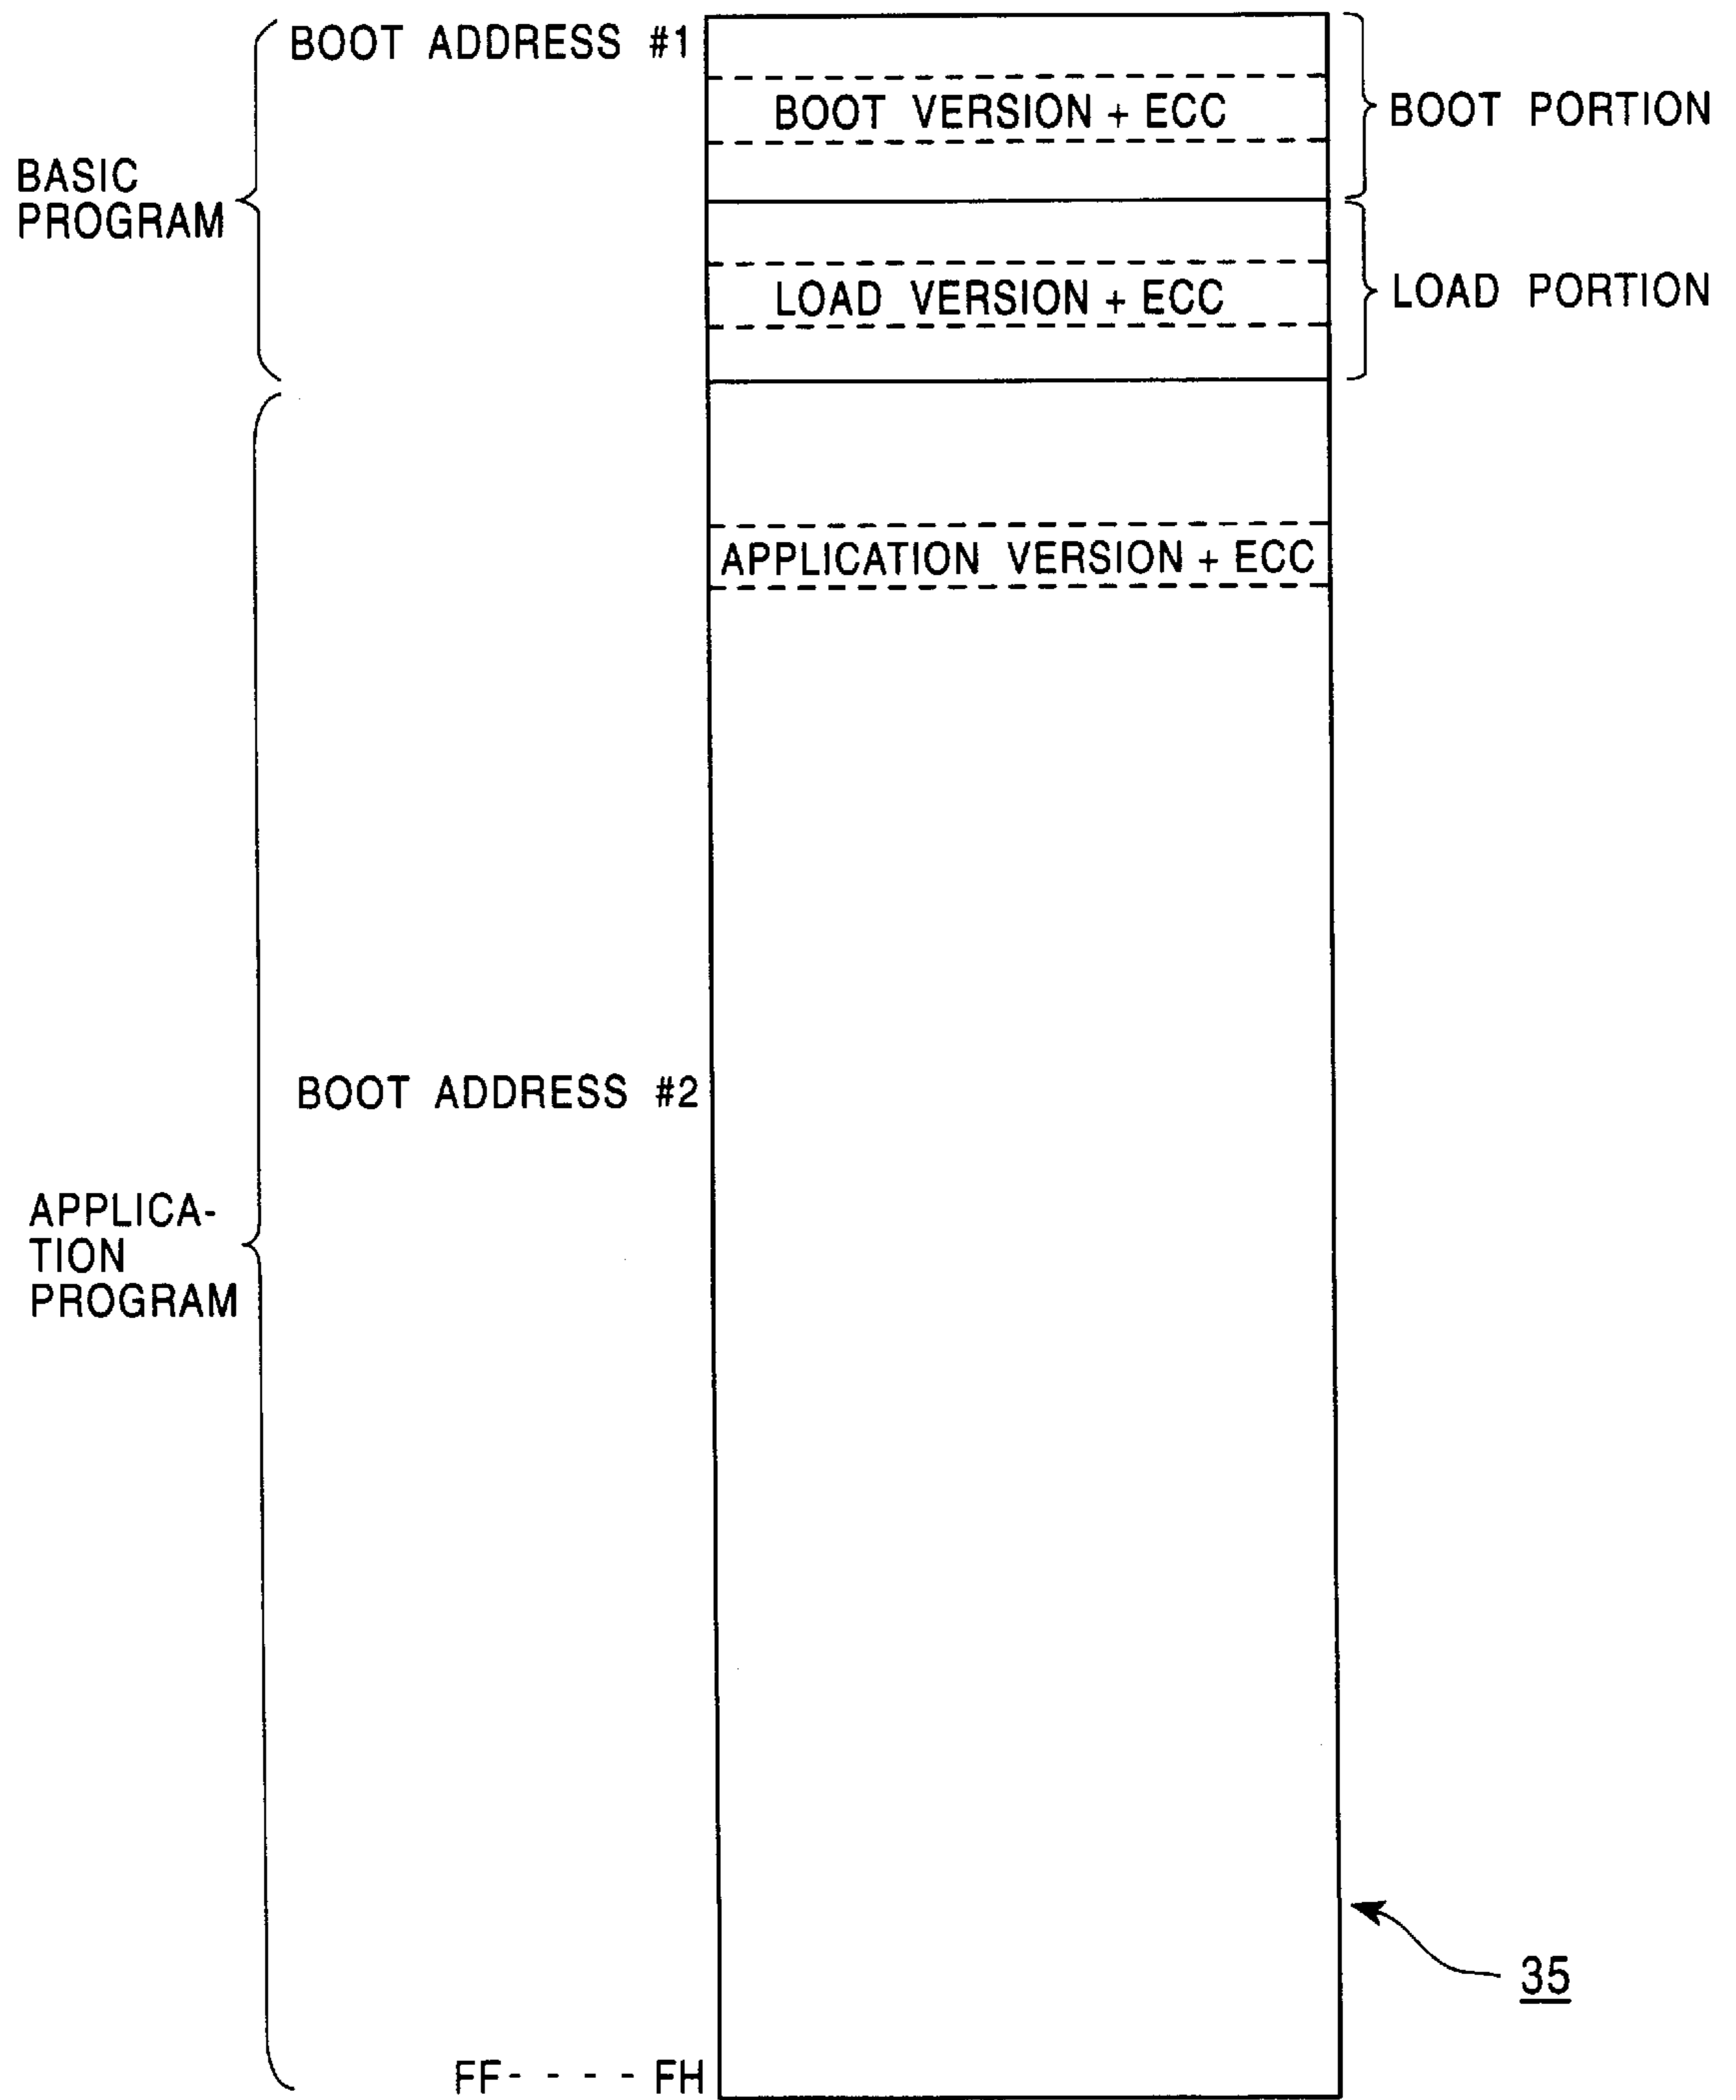 BOOT ADDRESS #1
BOOT VERSION + ECC
BOOT PORTION
BASIC
PROGRAM
LOAD VERSION + ECC
LOAD PORTION
APPLICATION VERSION + ECC
BOOT ADDRESS #2
APPLICA-
TION
PROGRAM
35
FF- - - - FH